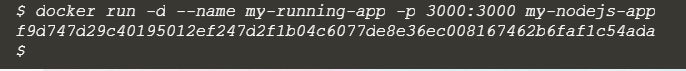 $ docker run -d --name my-running-app -p 3000:3000 my-nodejs-app
f9d747d29c40195012ef247d2f1b04c6077de8e36ec008167462b6faf1c54ada
$